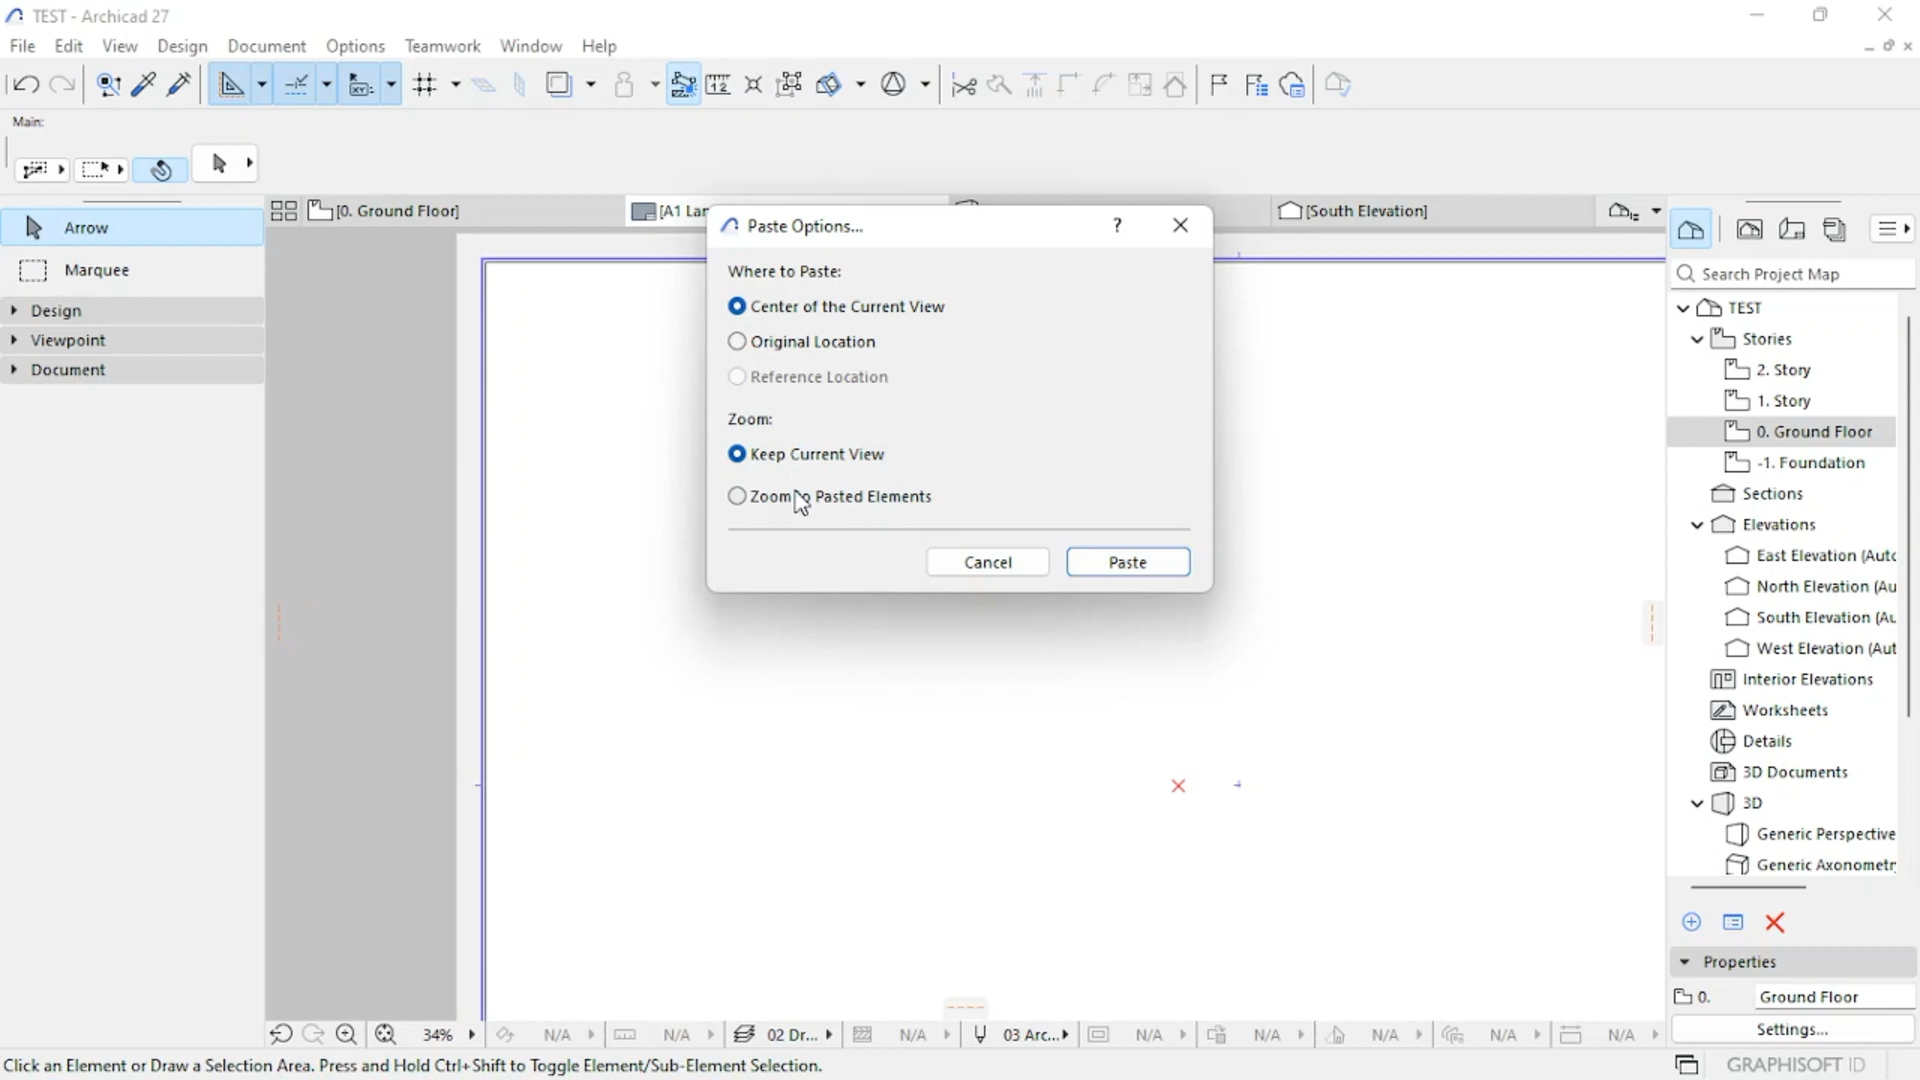 TEST - Archicad 27
File Edit View Design Document Options Teamwork Window Help
Main:
Arrow
Marquee
Design
Viewpoint
Document
[0. Ground Floor]
[A1 Lan
[South Elevation]
Paste Options...
?
Where to Paste:
Center of the Current View
Original Location
Reference Location
Zoom:
Keep Current View
Zoom to Pasted Elements
Cancel Paste
Search Project Map
TEST
Stories
2. Story
1. Story
0. Ground Floor
-1. Foundation
Sections
Elevations
East Elevation (Autc
North Elevation (Au
South Elevation (Au
West Elevation (Aut
Interior Elevations
Worksheets
Details
3D Documents
3D
Generic Perspective
Generic Axonometr
Properties
0. Ground Floor
Settings...
34% N/A N/A 02 Dr... N/A 03 Arc... N/A N/A N/A N/A N/A
Click an Element or Draw a Selection Area. Press and Hold Ctrl+Shift to Toggle Element/Sub-Element Selection.
GRAPHISOFT ID